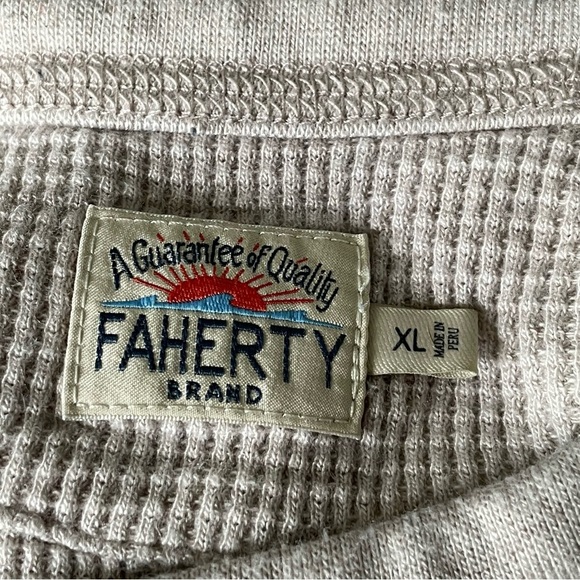 A Guarantee of Quality
FAHERTY
BRAND
XL
MADE IN
PERU